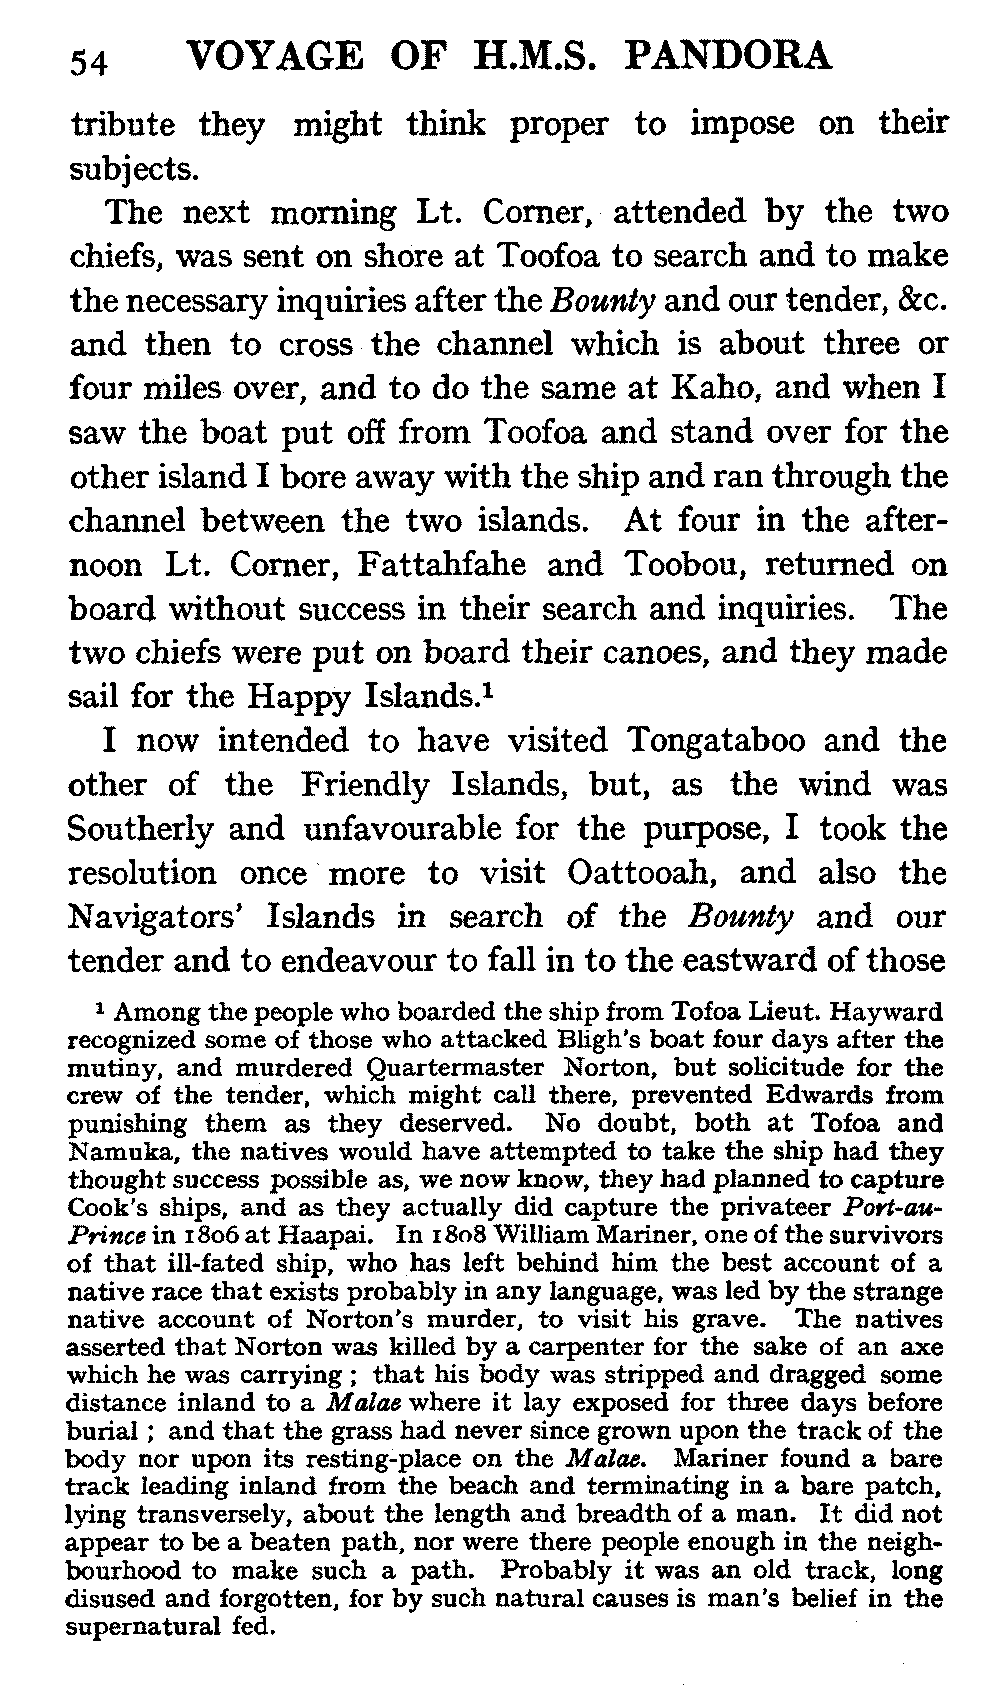 54 VOYAGE OF H.M.S. PANDORA
tribute they might think proper to impose on their
subjects.
The next morning Lt. Corner, attended by the two
chiefs, was sent on shore at Toofoa to search and to make
the necessary inquiries after the Bounty and our tender, &c.
and then to cross the channel which is about three or
four miles over, and to do the same at Kaho, and when I
saw the boat put off from Toofoa and stand over for the
other island I bore away with the ship and ran through the
channel between the two islands. At four in the after-
noon Lt. Corner, Fattahfahe and Toobou, returned on
board without success in their search and inquiries. The
two chiefs were put on board their canoes, and they made
sail for the Happy Islands.¹
I now intended to have visited Tongataboo and the
other of the Friendly Islands, but, as the wind was
Southerly and unfavourable for the purpose, I took the
resolution once more to visit Oattooah, and also the
Navigators' Islands in search of the Bounty and our
tender and to endeavour to fall in to the eastward of those
¹ Among the people who boarded the ship from Tofoa Lieut. Hayward
recognized some of those who attacked Bligh's boat four days after the
mutiny, and murdered Quartermaster Norton, but solicitude for the
crew of the tender, which might call there, prevented Edwards from
punishing them as they deserved. No doubt, both at Tofoa and
Namuka, the natives would have attempted to take the ship had they
thought success possible as, we now know, they had planned to capture
Cook's ships, and as they actually did capture the privateer Port-au-
Prince in 1806 at Haapai. In 1808 William Mariner, one of the survivors
of that ill-fated ship, who has left behind him the best account of a
native race that exists probably in any language, was led by the strange
native account of Norton's murder, to visit his grave. The natives
asserted that Norton was killed by a carpenter for the sake of an axe
which he was carrying ; that his body was stripped and dragged some
distance inland to a Malae where it lay exposed for three days before
burial ; and that the grass had never since grown upon the track of the
body nor upon its resting-place on the Malae. Mariner found a bare
track leading inland from the beach and terminating in a bare patch,
lying transversely, about the length and breadth of a man. It did not
appear to be a beaten path, nor were there people enough in the neigh-
bourhood to make such a path. Probably it was an old track, long
disused and forgotten, for by such natural causes is man's belief in the
supernatural fed.